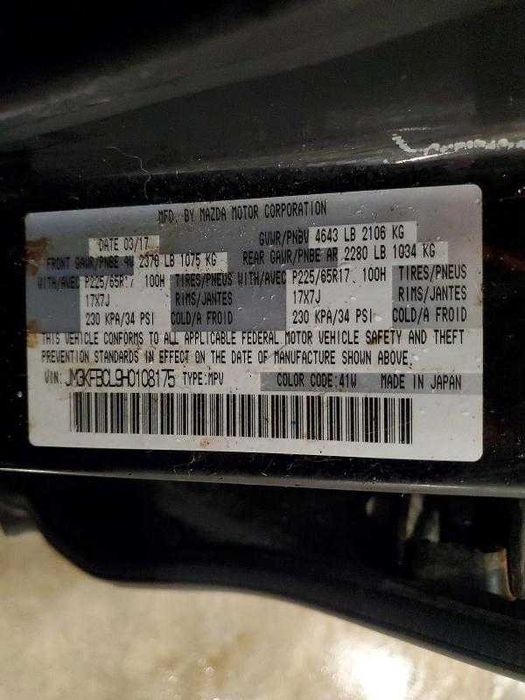 MFD. BY MAZDA MOTOR CORPORATION
DATE 03/17 GVWR/PNBV 4643 LB 2106 KG
FRONT GAWR/PNBE AV 2370 LB 1075 KG REAR GAWR/PNBE AR 2280 LB 1034 KG
WITH/AVEC P225/65R17 100H TIRES/PNEUS WITH/AVEC P225/65R17 100H TIRES/PNEUS
17X7J RIMS/JANTES 17X7J RIMS/JANTES
230 KPA/34 PSI COLD/A FROID 230 KPA/34 PSI COLD/A FROID
THIS VEHICLE CONFORMS TO ALL APPLICABLE FEDERAL MOTOR VEHICLE SAFETY AND THEFT
PREVENTION STANDARDS IN EFFECT ON THE DATE OF MANUFACTURE SHOWN ABOVE.
VIN: JM3KFBCL9H0108175 TYPE:MPV COLOR CODE:41W MADE IN JAPAN